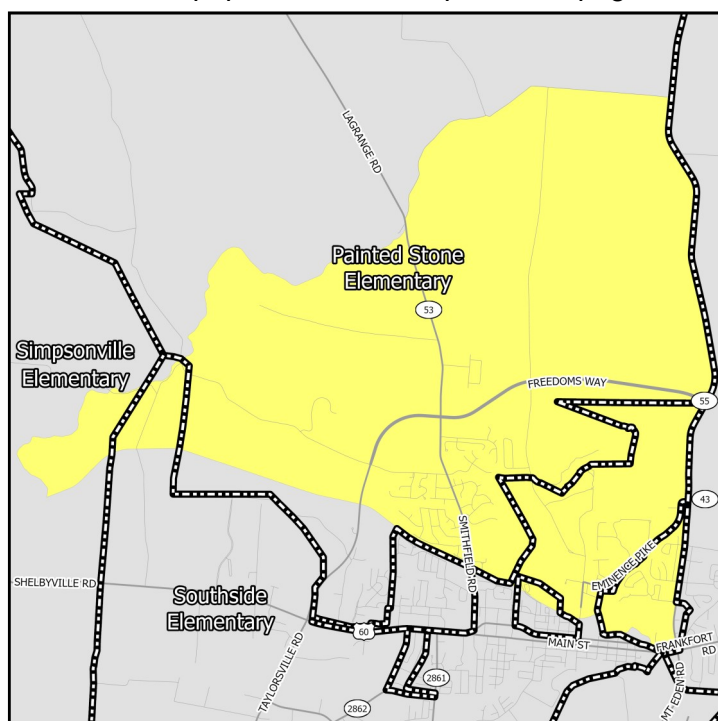 LAGRANGE RD
Painted Stone
Elementary
53
Simpsonville
Elementary
FREEDOMS WAY
55
43
SMITHFIELD RD
EMINENCE PIKE
SHELBYVILLE RD
Southside
Elementary
60
MAIN ST
FRANKFORT
RD
TAYLORSVILLE RD
2861
2862
MT EDEN RD